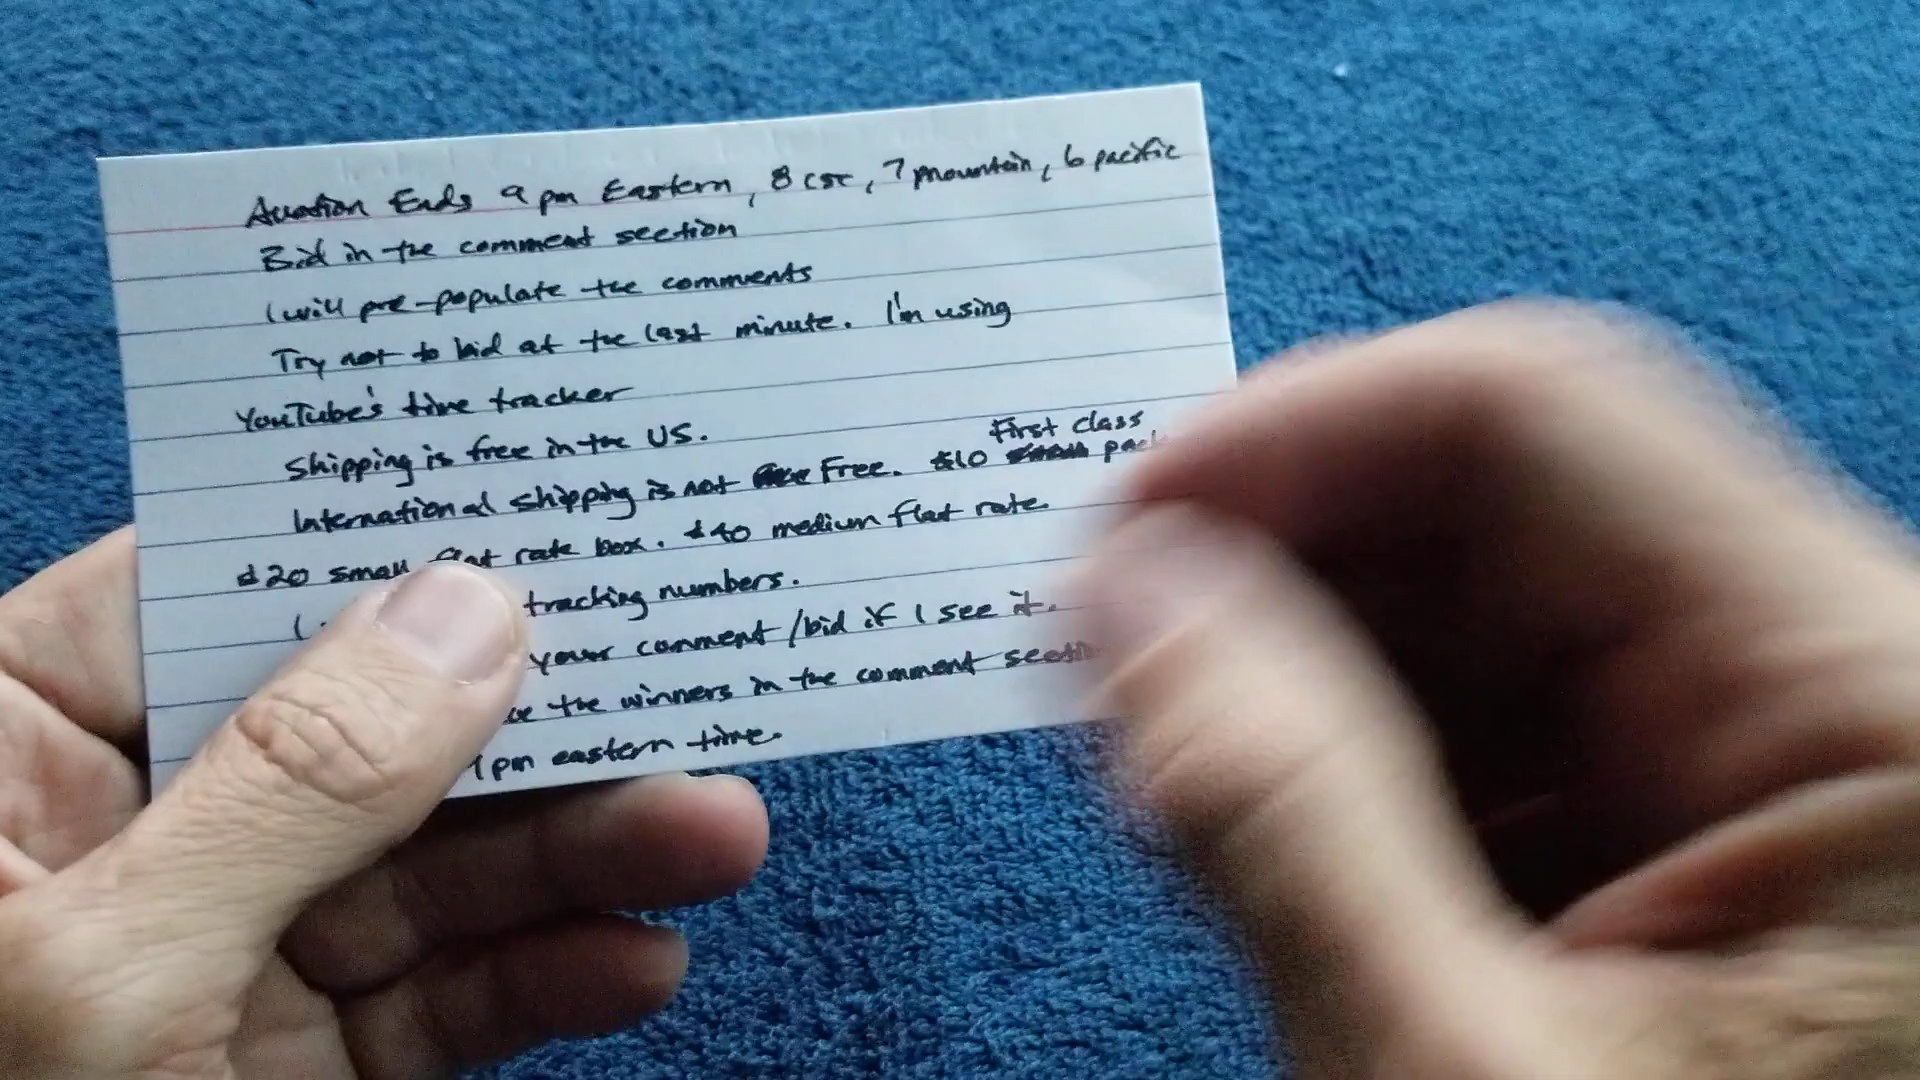 Auation Ends 9pm Eastern, 8 CST, 7 mountain, 6 pacific
Bid in the comment section
I will pre-populate the comments
Try not to bid at the last minute. I'm using
YouTube's time tracker
Shipping is free in the US.
First class
International shipping is not Free. $10
$20 small flat rate box. $40 medium flat rate.
tracking numbers.
your comment/bid if I see it.
the winners in the comment
pm eastern time.